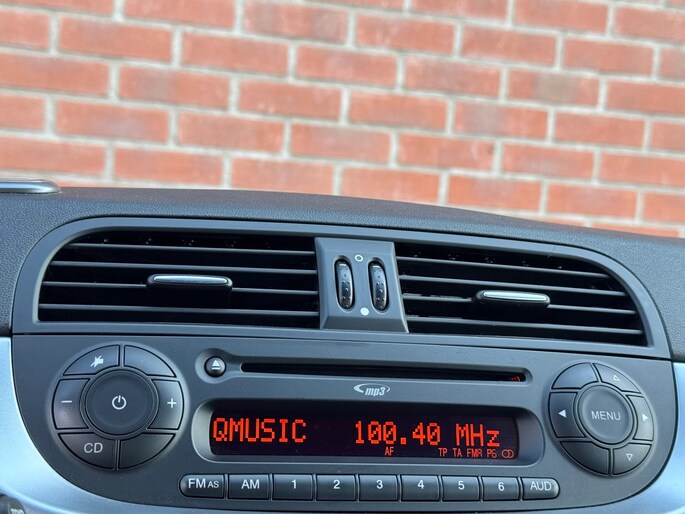 mp3
− +
CD
MENU
QMUSIC 100.40 MHz
AF TP TA FMR PS CD
FM AS AM 1 2 3 4 5 6 AUD